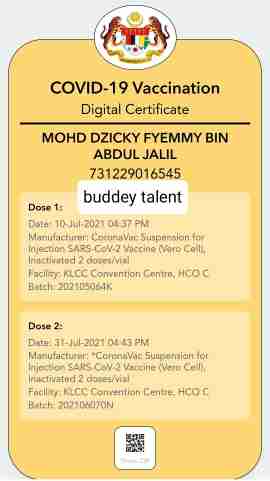 COVID-19 Vaccination
Digital Certificate
MOHD DZICKY FYEMMY BIN
ABDUL JALIL
731229016545
buddey talent
Dose 1:
Date: 10-Jul-2021 04:37 PM
Manufacturer: CoronaVac Suspension for
Injection SARS-CoV-2 Vaccine (Vero Cell),
Inactivated 2 doses/vial
Facility: KLCC Convention Centre, HCO C
Batch: 202105064K
Dose 2:
Date: 31-Jul-2021 04:43 PM
Manufacturer: *CoronaVac Suspension for
Injection SARS-CoV-2 Vaccine (Vero Cell),
Inactivated 2 doses/vial
Facility: KLCC Convention Centre, HCO C
Batch: 202106070N